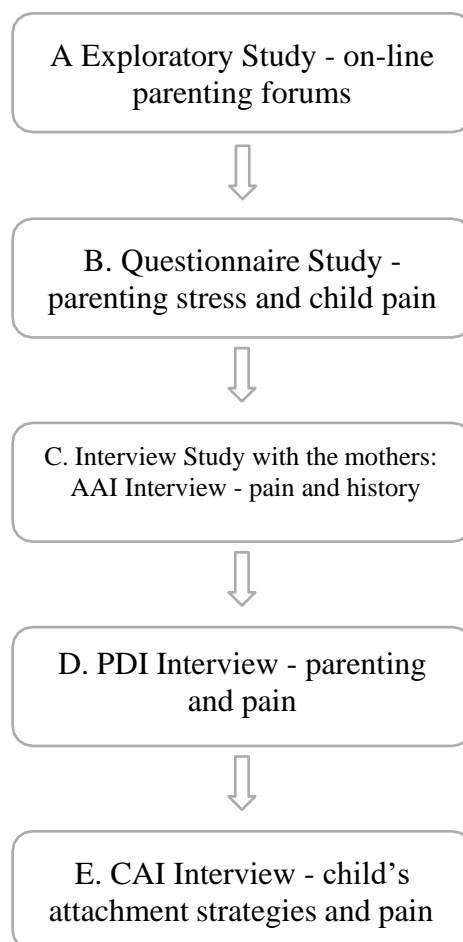 A Exploratory Study - on-line
parenting forums
B. Questionnaire Study -
parenting stress and child pain
C. Interview Study with the mothers:
AAI Interview - pain and history
D. PDI Interview - parenting
and pain
E. CAI Interview - child’s
attachment strategies and pain